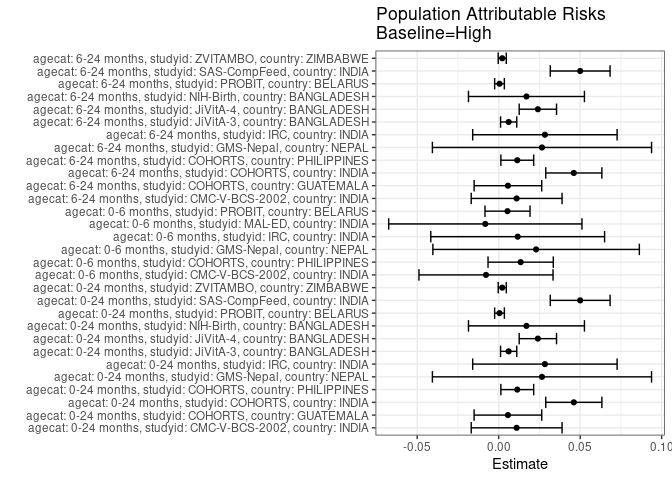 Population Attributable Risks
Baseline=High
agecat: 6-24 months, studyid: ZVITAMBO, country: ZIMBABWE
agecat: 6-24 months, studyid: SAS-CompFeed, country: INDIA
agecat: 6-24 months, studyid: PROBIT, country: BELARUS
agecat: 6-24 months, studyid: NIH-Birth, country: BANGLADESH
agecat: 6-24 months, studyid: JiVitA-4, country: BANGLADESH
agecat: 6-24 months, studyid: JiVitA-3, country: BANGLADESH
agecat: 6-24 months, studyid: IRC, country: INDIA
agecat: 6-24 months, studyid: GMS-Nepal, country: NEPAL
agecat: 6-24 months, studyid: COHORTS, country: PHILIPPINES
agecat: 6-24 months, studyid: COHORTS, country: INDIA
agecat: 6-24 months, studyid: COHORTS, country: GUATEMALA
agecat: 6-24 months, studyid: CMC-V-BCS-2002, country: INDIA
agecat: 0-6 months, studyid: PROBIT, country: BELARUS
agecat: 0-6 months, studyid: MAL-ED, country: INDIA
agecat: 0-6 months, studyid: IRC, country: INDIA
agecat: 0-6 months, studyid: GMS-Nepal, country: NEPAL
agecat: 0-6 months, studyid: COHORTS, country: PHILIPPINES
agecat: 0-6 months, studyid: CMC-V-BCS-2002, country: INDIA
agecat: 0-24 months, studyid: ZVITAMBO, country: ZIMBABWE
agecat: 0-24 months, studyid: SAS-CompFeed, country: INDIA
agecat: 0-24 months, studyid: PROBIT, country: BELARUS
agecat: 0-24 months, studyid: NIH-Birth, country: BANGLADESH
agecat: 0-24 months, studyid: JiVitA-4, country: BANGLADESH
agecat: 0-24 months, studyid: JiVitA-3, country: BANGLADESH
agecat: 0-24 months, studyid: IRC, country: INDIA
agecat: 0-24 months, studyid: GMS-Nepal, country: NEPAL
agecat: 0-24 months, studyid: COHORTS, country: PHILIPPINES
agecat: 0-24 months, studyid: COHORTS, country: INDIA
agecat: 0-24 months, studyid: COHORTS, country: GUATEMALA
agecat: 0-24 months, studyid: CMC-V-BCS-2002, country: INDIA
-0.05 0.00 0.05 0.10
Estimate